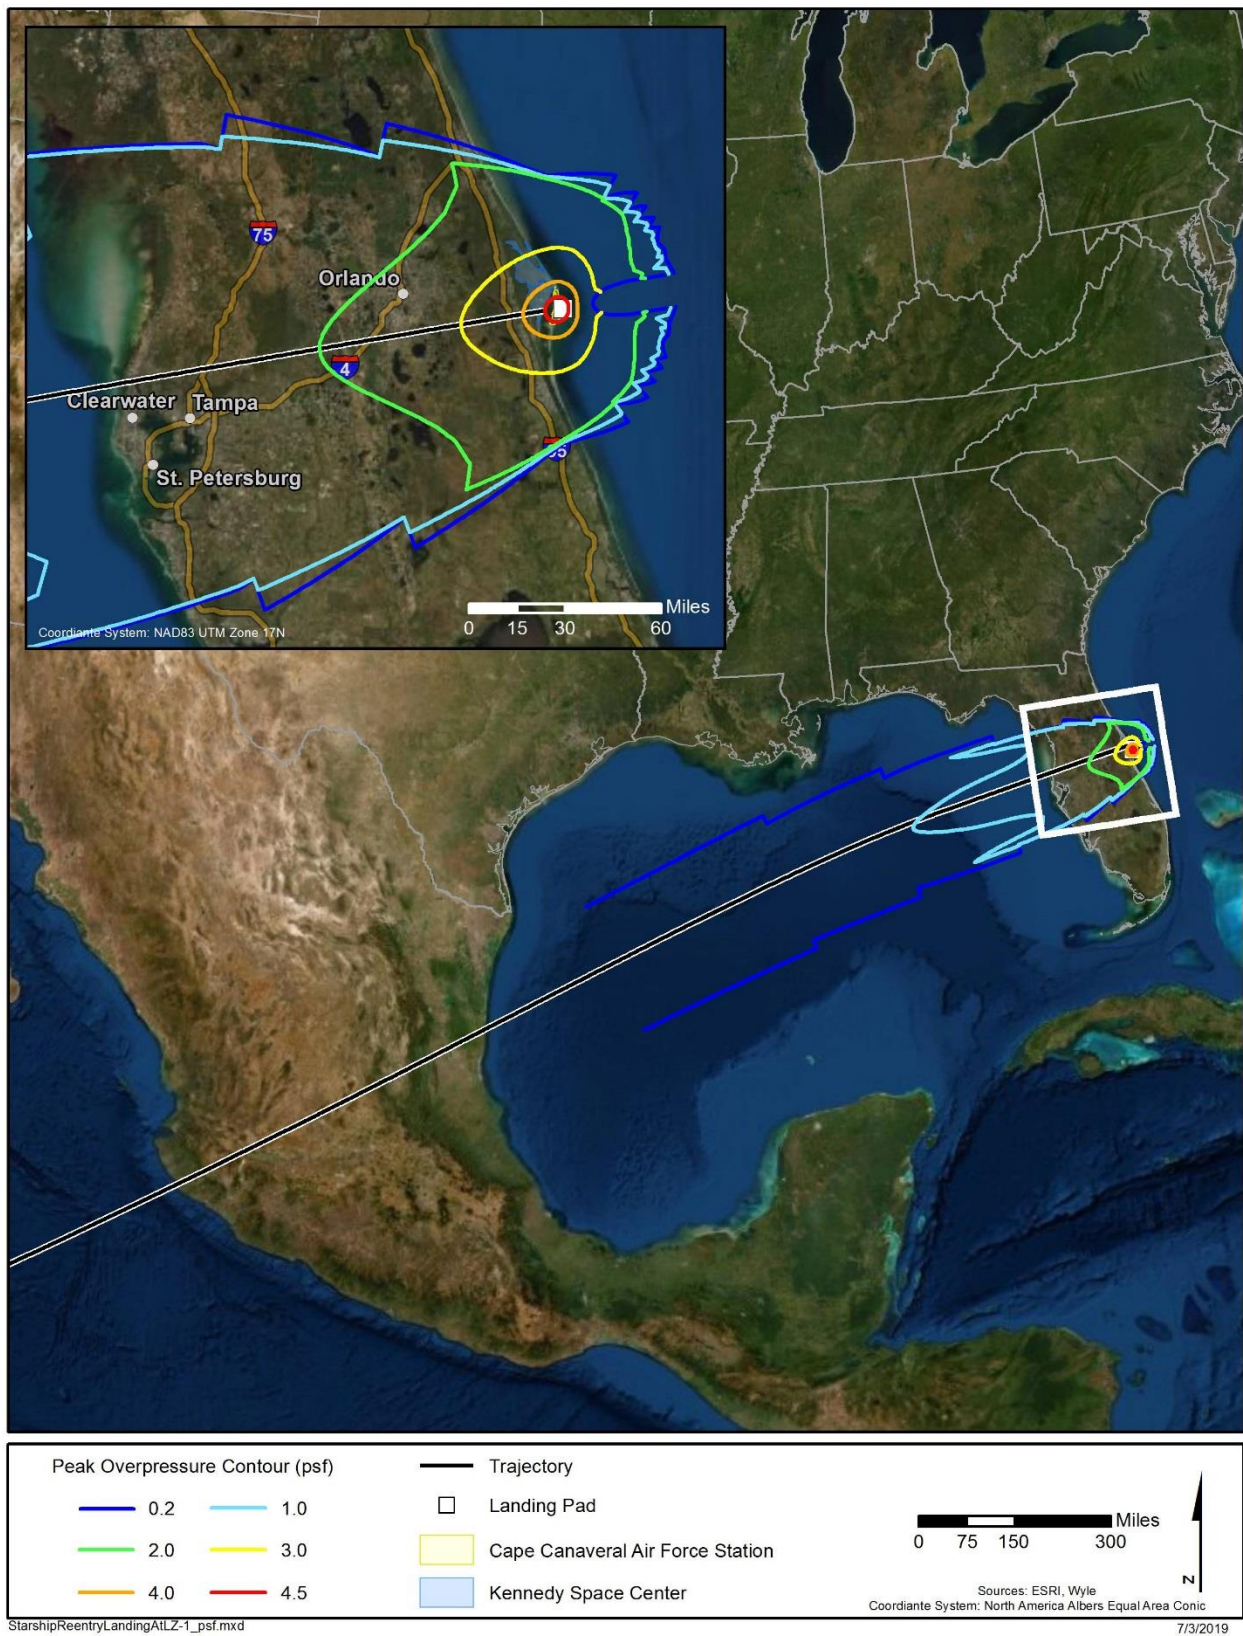 75
Orlando
4
Clearwater
Tampa
St. Petersburg
95
Miles
0 15 30 60
Coordiante System: NAD83 UTM Zone 17N
Peak Overpressure Contour (psf)
0.2
1.0
2.0
3.0
4.0
4.5
Trajectory
Landing Pad
Cape Canaveral Air Force Station
Kennedy Space Center
Miles
0 75 150 300
N
Sources: ESRI, Wyle
Coordiante System: North America Albers Equal Area Conic
StarshipReentryLandingAtLZ-1_psf.mxd
7/3/2019